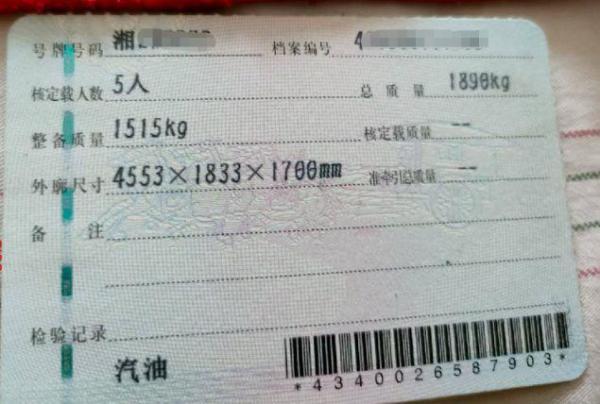 号牌号码 湘 档案编号 4
核定载人数 5人 总质量 1890kg
整备质量 1515kg 核定载质量 --
外廓尺寸 4553×1833×1700mm 准牵引总质量 --
备注
检验记录
汽油
*4340026587903*